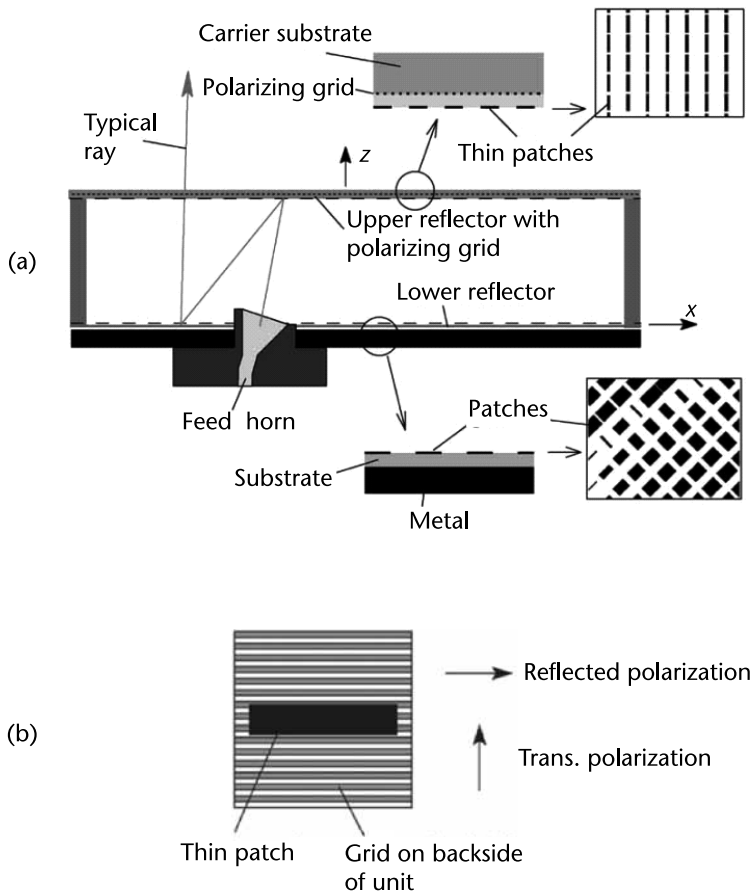 Carrier substrate
Polarizing grid
Typical
ray
Thin patches
z
Upper reflector with
polarizing grid
(a)
Lower reflector
x
Feed horn
Patches
Substrate
Metal
Reflected polarization
(b)
Trans. polarization
Thin patch
Grid on backside
of unit